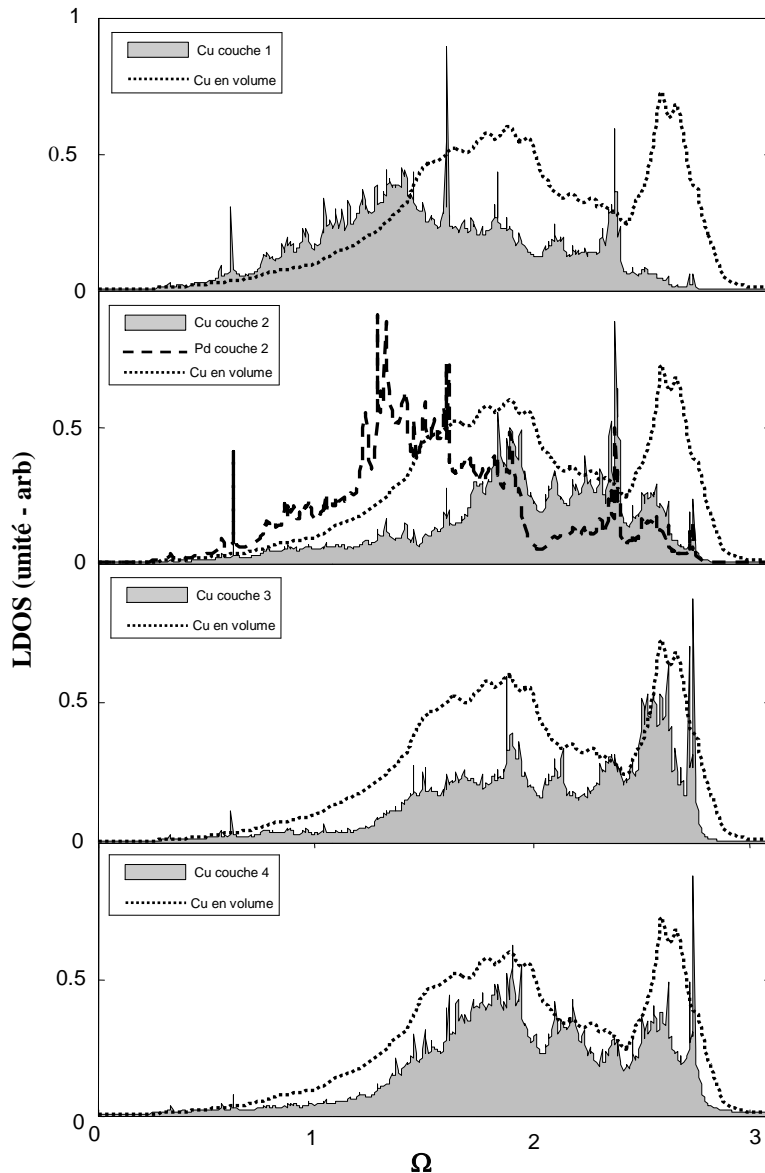 1
Cu couche 1
Cu en volume
0.5
0
Cu couche 2
Pd couche 2
Cu en volume
0.5
0
Cu couche 3
Cu en volume
0.5
0
Cu couche 4
Cu en volume
0.5
0
LDOS (unité - arb)
0 1 2 3
Ω